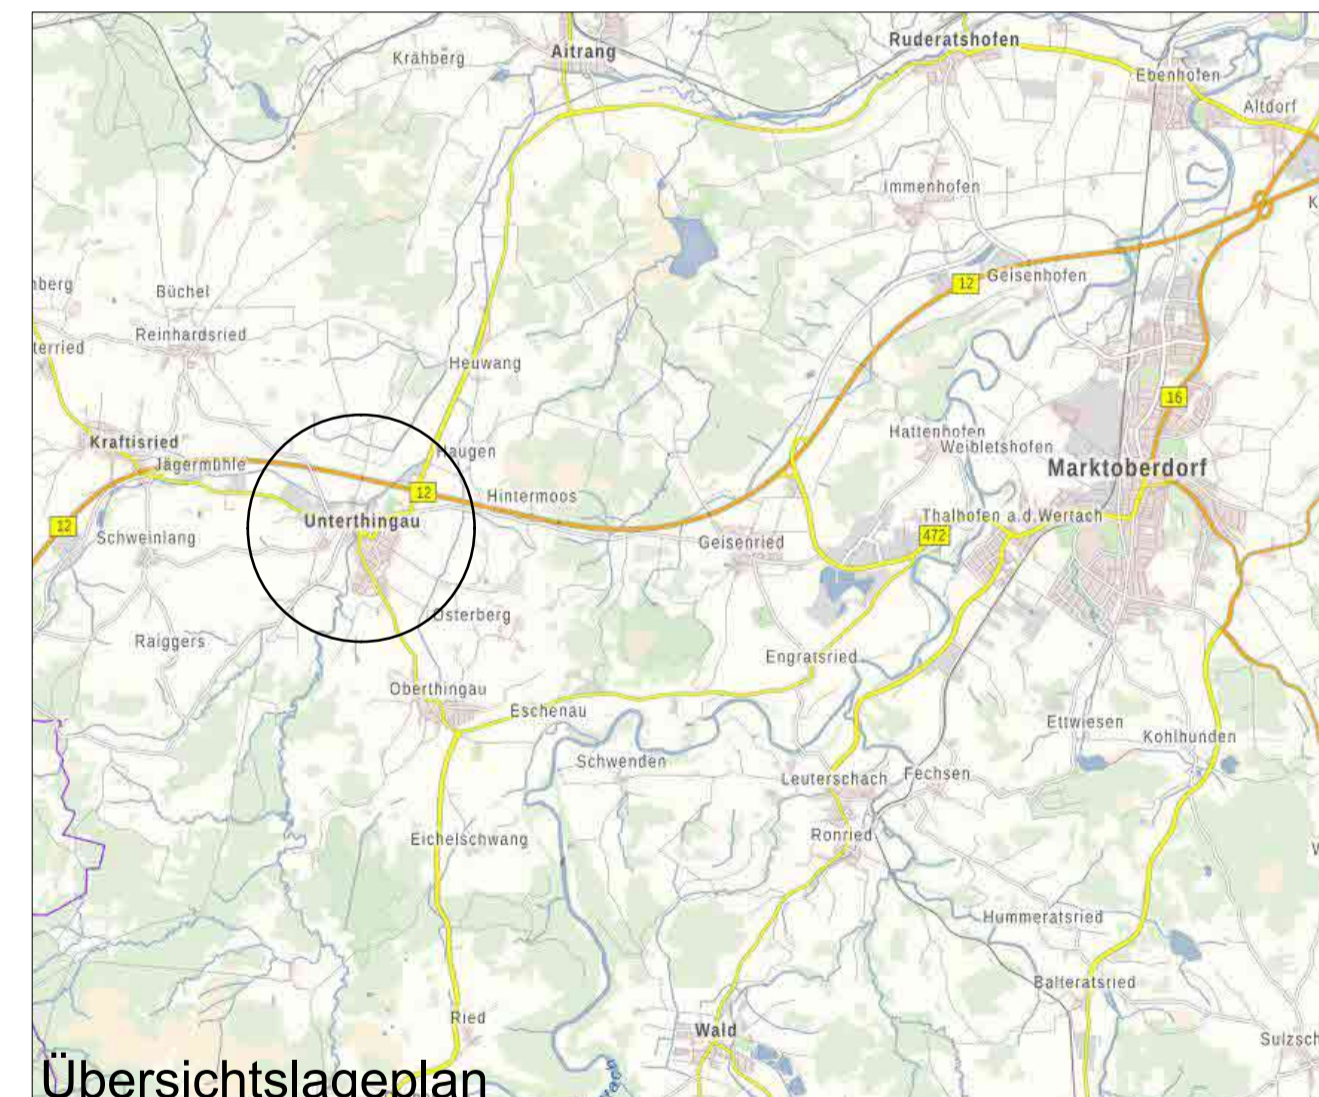 Aitrang
Ruderatshofen
Krähberg
Ebenhofen
Altdorf
Immenhofen
K
Geisenhofen
12
nberg
Büchel
Reinhardsried
terried
Heuwang
16
Hattenhofen
Weibletshofen
Kraftisried
Haugen
Jägermühle
Marktoberdorf
12
Hintermoos
Unterthingau
Thalhofen a.d.Wertach
12
Schweinlang
472
Geisenried
Osterberg
Raiggers
Engratsried
Oberthingau
Eschenau
Ettwiesen
Kohlhunden
Schwenden
Leuterschach
Fechsen
Ronried
Eichelschwang
Hummeratsried
Balteratsried
Ried
Wald
Sulzsch
Übersichtslageplan